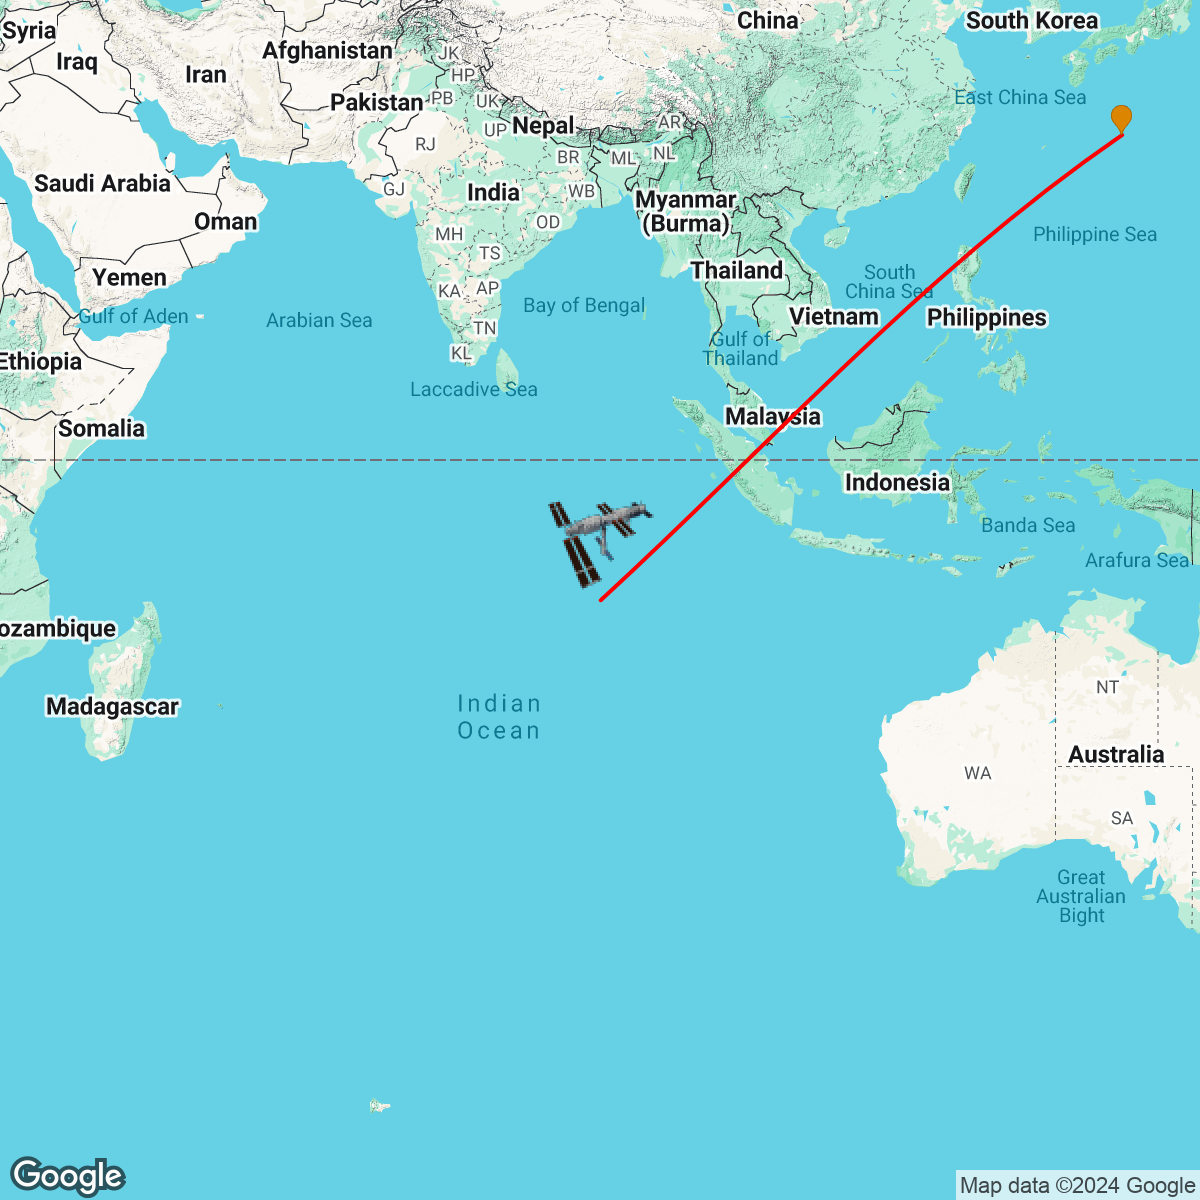 China
South Korea
Syria
Afghanistan
JK
Iraq
Iran
HP
East China Sea
Pakistan
PB
UK
Nepal
UP
AR
RJ
BR
ML
NL
Saudi Arabia
GJ
India
WB
Myanmar
(Burma)
Oman
OD
MH
Philippine Sea
TS
Yemen
Thailand
South
China Sea
KA
AP
Bay of Bengal
Gulf of Aden
Arabian Sea
TN
Vietnam
Philippines
Gulf of
Thailand
KL
Ethiopia
Laccadive Sea
Malaysia
Somalia
Indonesia
Banda Sea
Arafura Sea
ozambique
NT
Madagascar
Indian
Ocean
Australia
WA
SA
Great
Australian
Bight
Google
Map data ©2024 Google